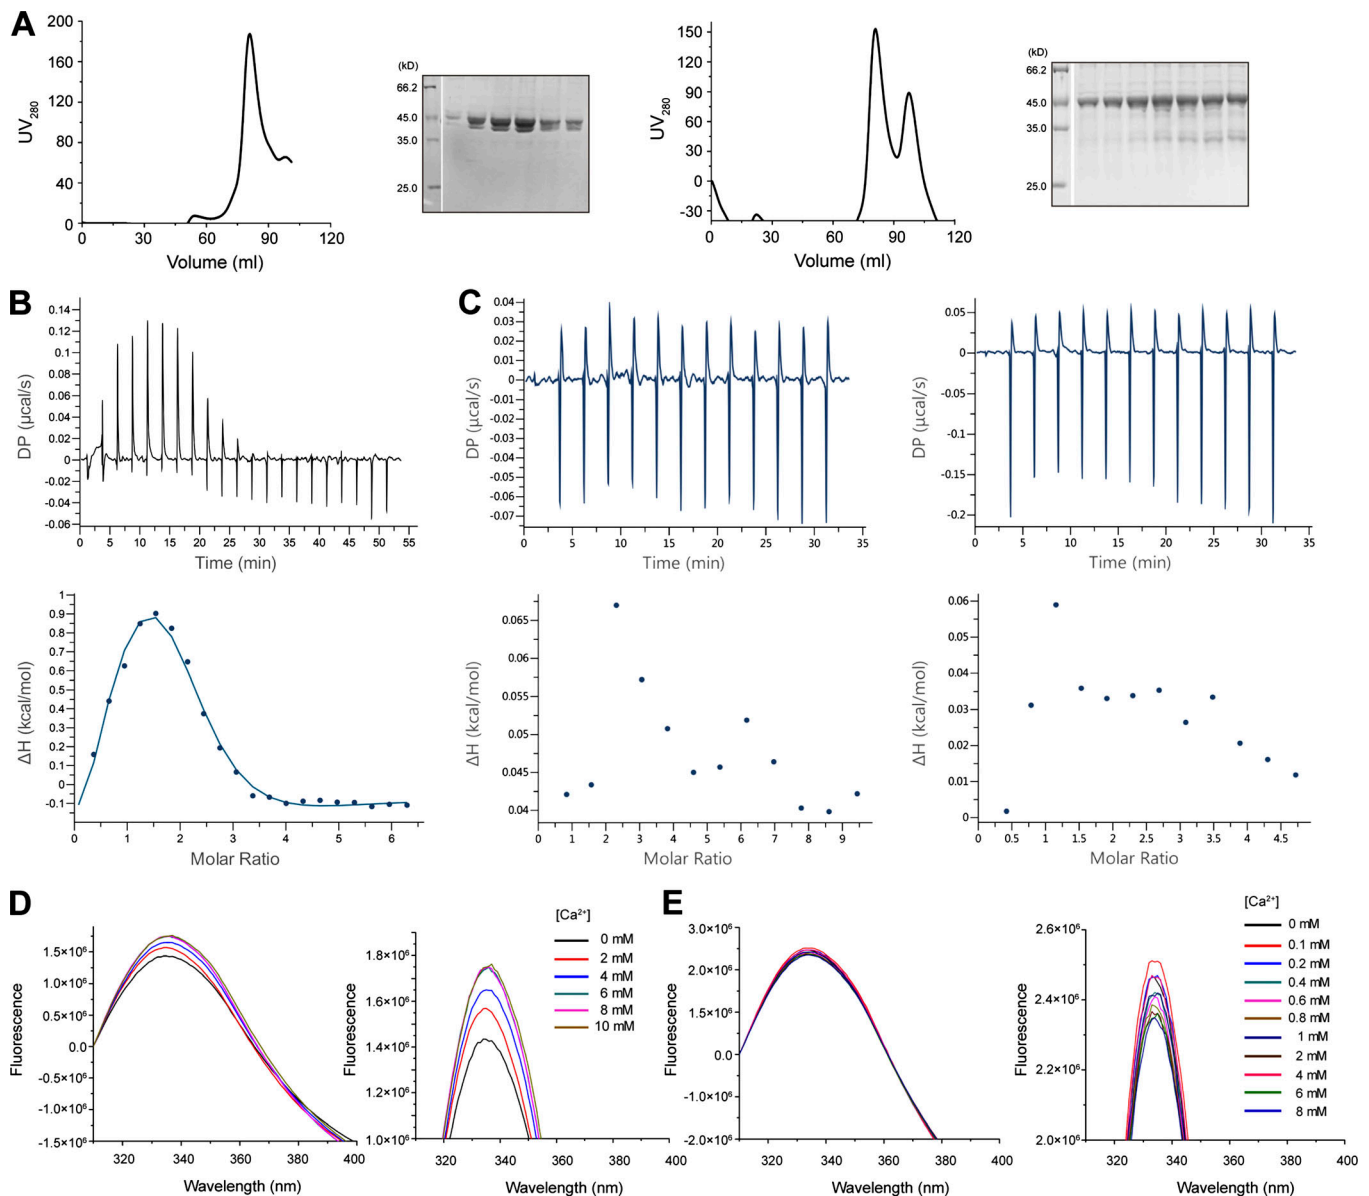 A
200
160
120
80
40
0
UV280
0 30 60 90 120
Volume (ml)
(kD)
66.2
45.0
35.0
25.0
150
120
90
60
30
0
-30
UV280
0 30 60 90 120
Volume (ml)
(kD)
66.2
45.0
35.0
25.0
B
0.14
0.12
0.1
0.08
0.06
0.04
0.02
0
-0.02
-0.04
-0.06
DP (µcal/s)
0 5 10 15 20 25 30 35 40 45 50 55
Time (min)
1
0.9
0.8
0.7
0.6
0.5
0.4
0.3
0.2
0.1
0
-0.1
ΔH (kcal/mol)
0 1 2 3 4 5 6
Molar Ratio
C
0.04
0.03
0.02
0.01
0
-0.01
-0.02
-0.03
-0.04
-0.05
-0.06
-0.07
DP (µcal/s)
0 5 10 15 20 25 30 35
Time (min)
0.05
0
-0.05
-0.1
-0.15
-0.2
DP (µcal/s)
0 5 10 15 20 25 30 35
Time (min)
0.065
0.06
0.055
0.05
0.045
0.04
ΔH (kcal/mol)
0 1 2 3 4 5 6 7 8 9
Molar Ratio
0.06
0.05
0.04
0.03
0.02
0.01
0
ΔH (kcal/mol)
0 0.5 1 1.5 2 2.5 3 3.5 4 4.5
Molar Ratio
D
1.5×10⁶
1.0×10⁶
5.0×10⁵
0.0
-5.0×10⁵
-1.0×10⁶
-1.5×10⁶
Fluorescence
320 340 360 380 400
Wavelength (nm)
1.8×10⁶
1.6×10⁶
1.4×10⁶
1.2×10⁶
1.0×10⁶
Fluorescence
320 340 360 380 400
Wavelength (nm)
[Ca²⁺]
0 mM
2 mM
4 mM
6 mM
8 mM
10 mM
E
3.0×10⁶
2.0×10⁶
1.0×10⁶
0.0
-1.0×10⁶
-2.0×10⁶
Fluorescence
320 340 360 380 400
Wavelength (nm)
2.6×10⁶
2.4×10⁶
2.2×10⁶
2.0×10⁶
Fluorescence
320 340 360 380 400
Wavelength (nm)
[Ca²⁺]
0 mM
0.1 mM
0.2 mM
0.4 mM
0.6 mM
0.8 mM
1 mM
2 mM
4 mM
6 mM
8 mM